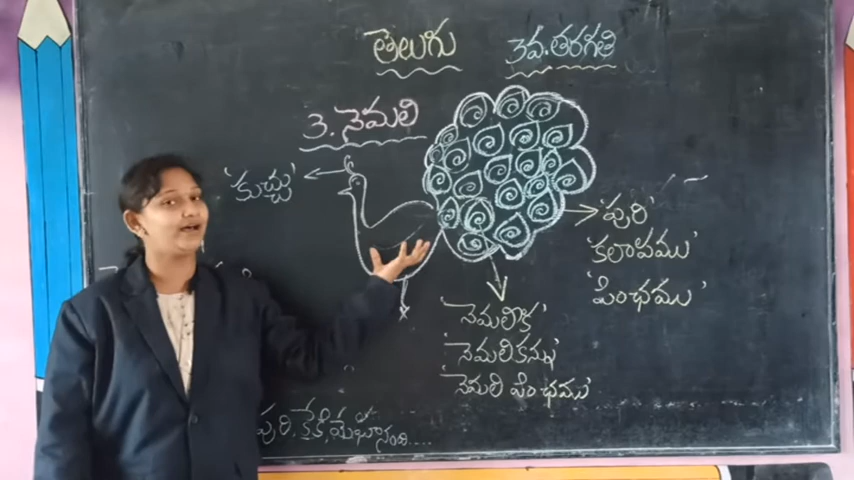 తెలుగు
3వ.తరగతి
3. నెమలి
'కుచ్చు'
'పురి'
'కలాపము'
'పింఛము'
'నెమలిక'
'నెమలికన్ను'
'నెమలి పింఛము'
పురి, కేకి,